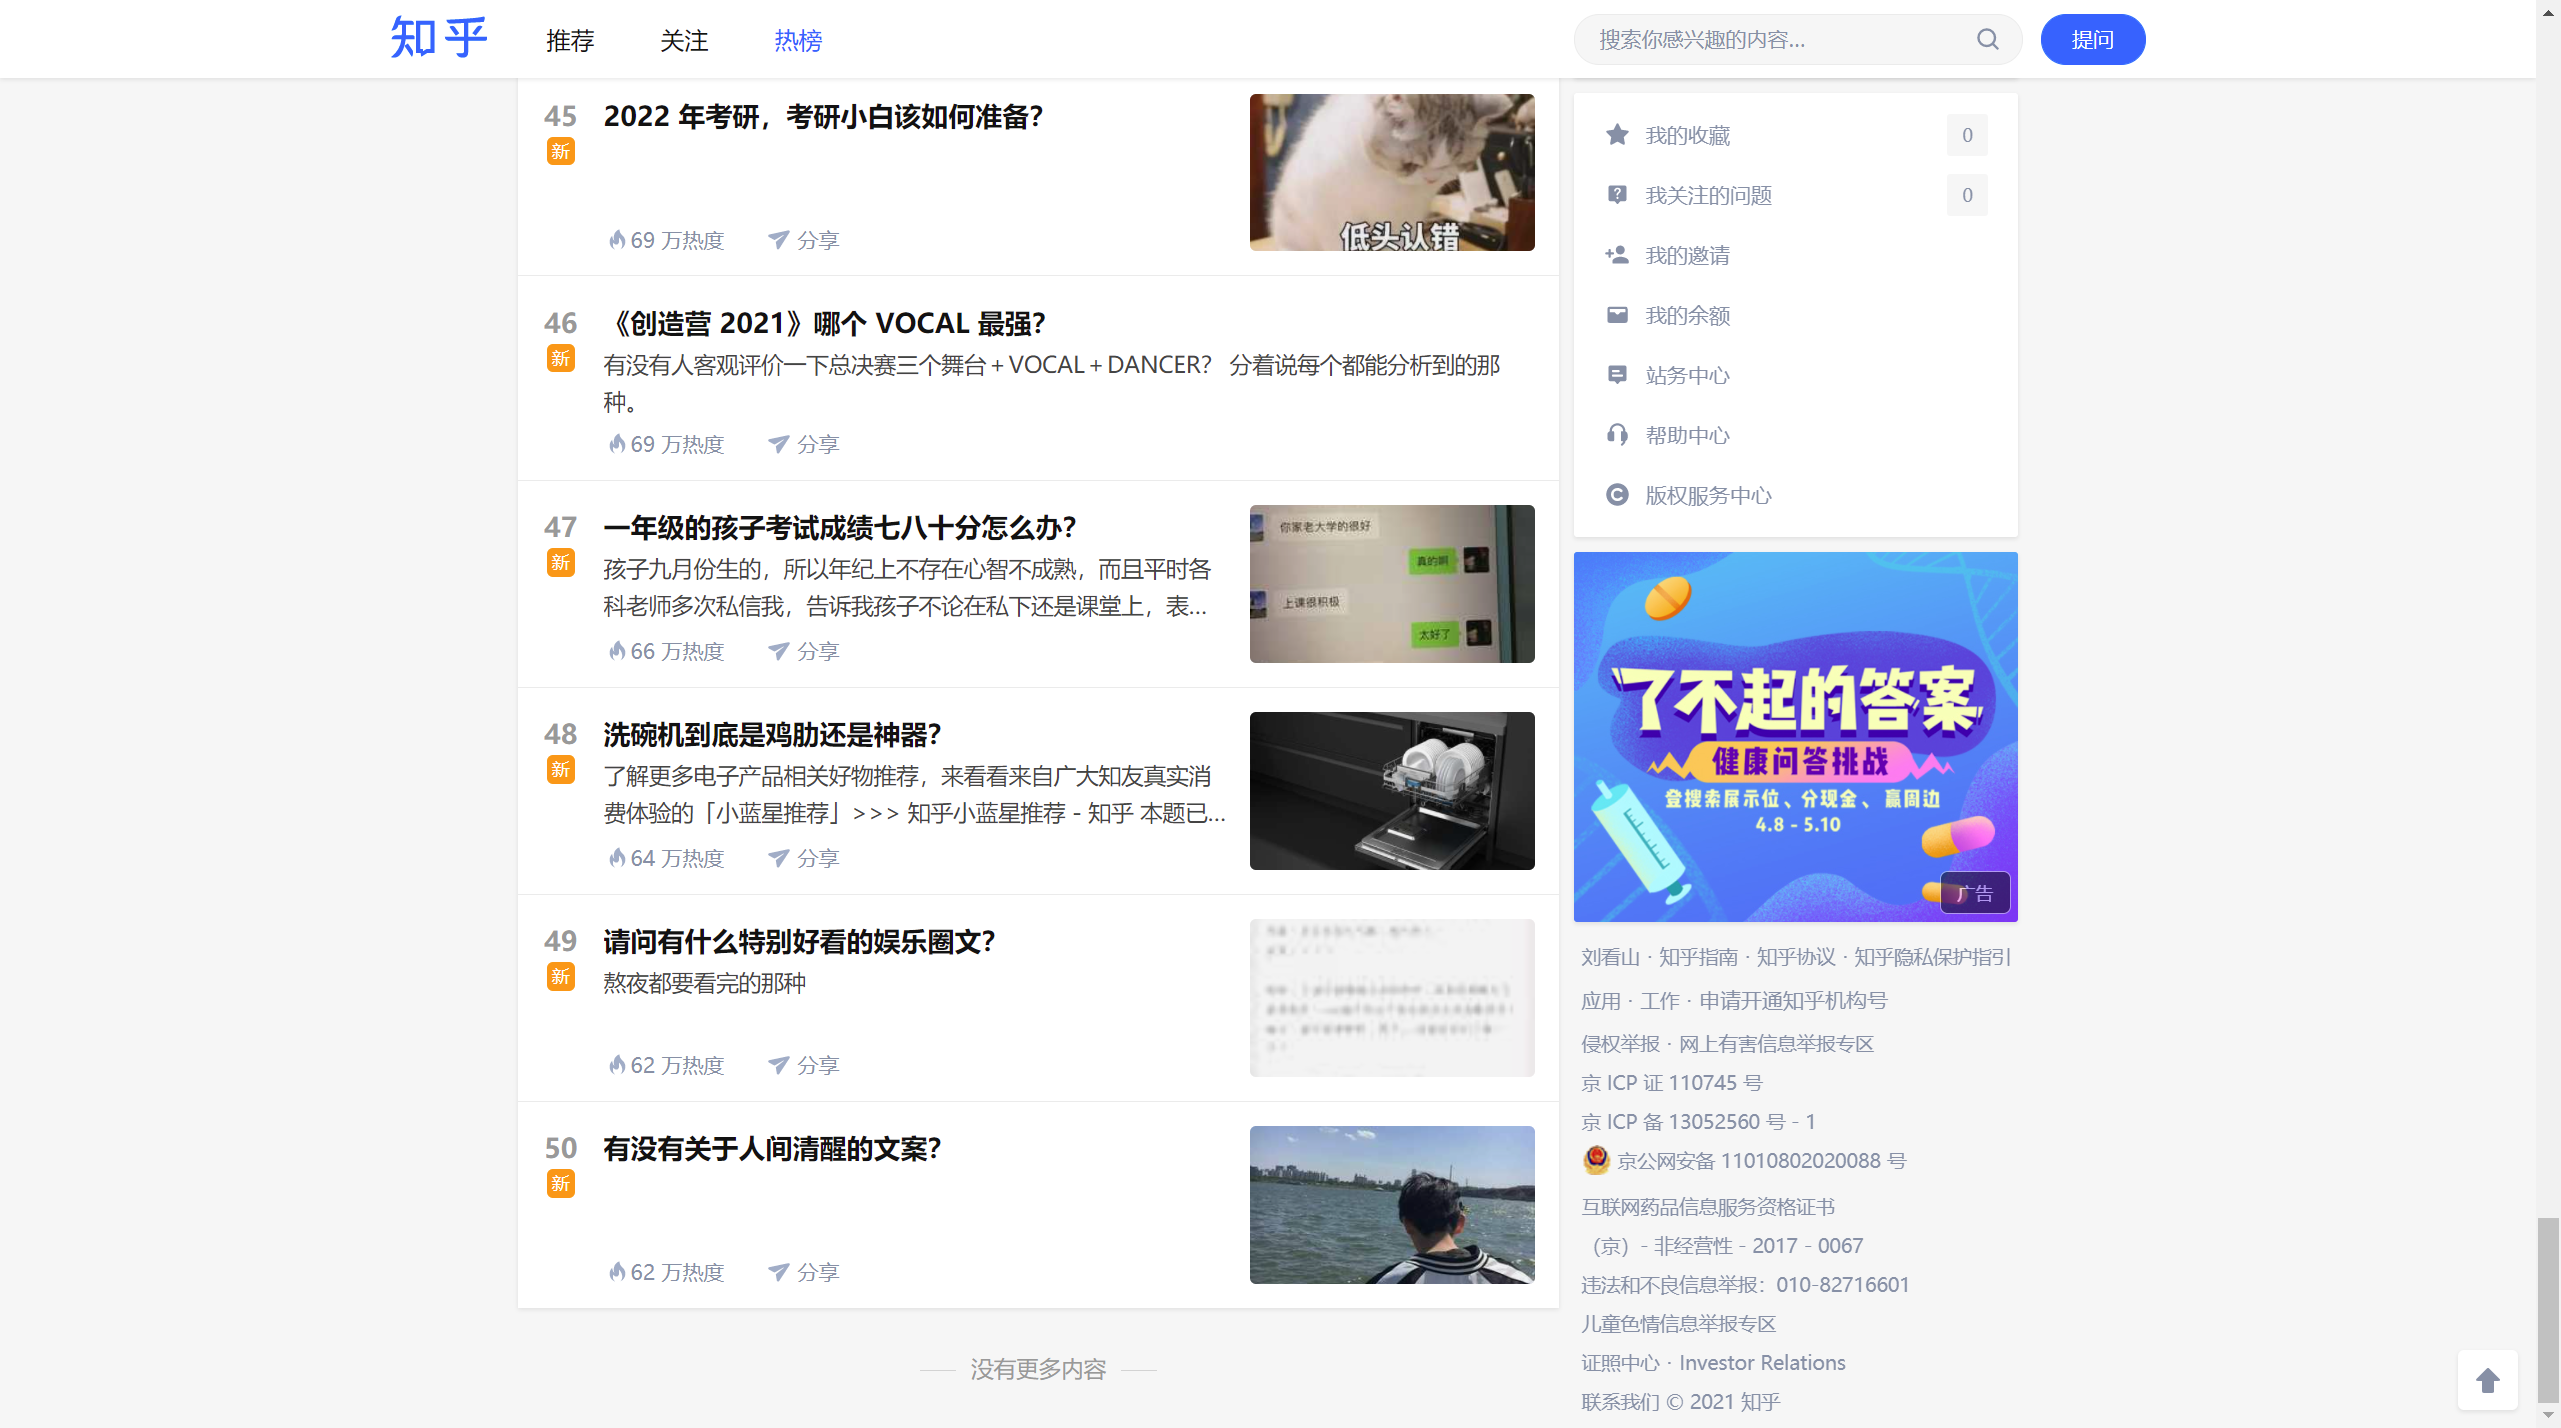 知乎
推荐
关注
热榜
搜索你感兴趣的内容...
提问
45
新
2022 年考研，考研小白该如何准备？
69 万热度
分享
低头认错
46
新
《创造营 2021》哪个 VOCAL 最强？
有没有人客观评价一下总决赛三个舞台＋VOCAL＋DANCER？ 分着说每个都能分析到的那
种。
69 万热度
分享
47
新
一年级的孩子考试成绩七八十分怎么办？
孩子九月份生的，所以年纪上不存在心智不成熟，而且平时各
科老师多次私信我，告诉我孩子不论在私下还是课堂上，表...
66 万热度
分享
你家老大学的很好
真的啊
上课很积极
太好了
48
新
洗碗机到底是鸡肋还是神器？
了解更多电子产品相关好物推荐，来看看来自广大知友真实消
费体验的「小蓝星推荐」>>> 知乎小蓝星推荐 - 知乎 本题已...
64 万热度
分享
49
新
请问有什么特别好看的娱乐圈文？
熬夜都要看完的那种
62 万热度
分享
50
新
有没有关于人间清醒的文案？
62 万热度
分享
没有更多内容
我的收藏
0
我关注的问题
0
我的邀请
我的余额
站务中心
帮助中心
版权服务中心
了不起的答案
健康问答挑战
登搜索展示位、分现金、赢周边
4.8 - 5.10
广告
刘看山 · 知乎指南 · 知乎协议 · 知乎隐私保护指引
应用 · 工作 · 申请开通知乎机构号
侵权举报 · 网上有害信息举报专区
京 ICP 证 110745 号
京 ICP 备 13052560 号 - 1
京公网安备 11010802020088 号
互联网药品信息服务资格证书
（京）- 非经营性 - 2017 - 0067
违法和不良信息举报：010-82716601
儿童色情信息举报专区
证照中心 · Investor Relations
联系我们 © 2021 知乎